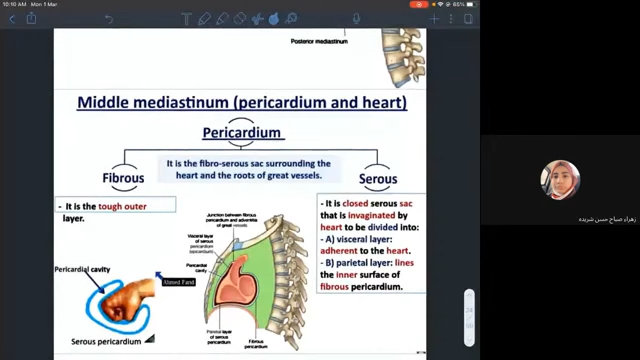 10:10 AM Mon 1 Mar
65%
Posterior mediastinum
Middle mediastinum (pericardium and heart)
Pericardium
Fibrous
It is the fibro-serous sac surrounding the
heart and the roots of great vessels.
Serous
- It is the tough outer
layer.
- It is closed serous sac
that is invaginated by
heart to be divided into:
- A) visceral layer:
adherent to the heart.
- B) parietal layer: lines
the inner surface of
fibrous pericardium.
Junction between fibrous
pericardium and adventitia
of great vessels
Visceral layer
of serous
pericardium
(epicardium)
Pericardial
cavity
Parietal layer
of serous
pericardium
Fibrous
pericardium
Pericardial cavity
Ahmed Farid
Serous pericardium
24
زهراء صباح حسن شريده